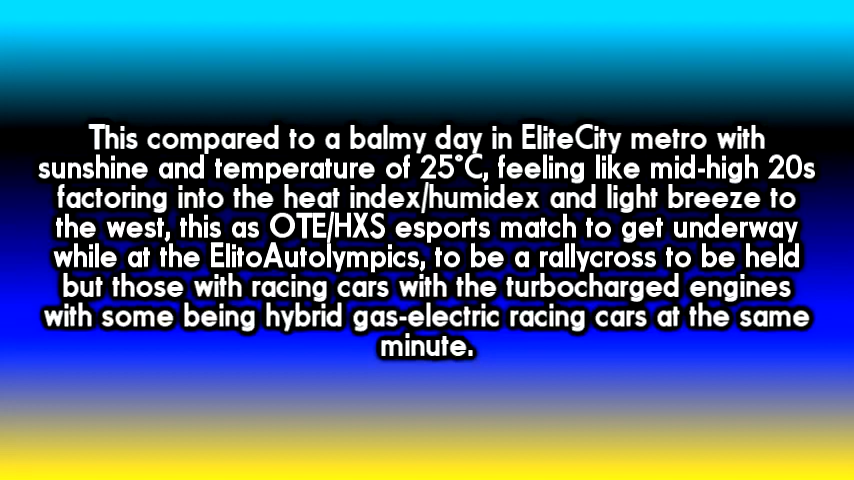 This compared to a balmy day in EliteCity metro with
sunshine and temperature of 25°C, feeling like mid-high 20s
factoring into the heat index/humidex and light breeze to
the west, this as OTE/HXS esports match to get underway
while at the ElitoAutolympics, to be a rallycross to be held
but those with racing cars with the turbocharged engines
with some being hybrid gas-electric racing cars at the same
minute.